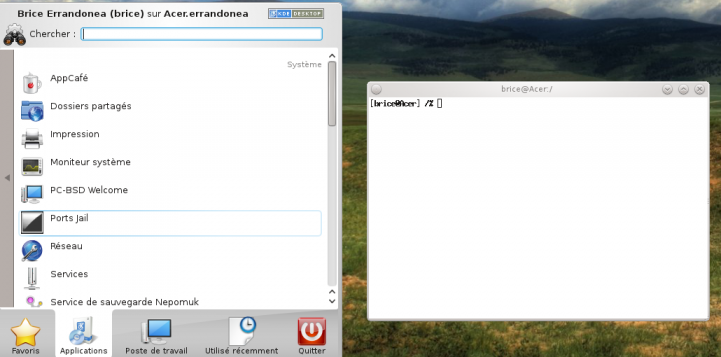 Brice Errandonea (brice) sur Acer.errandonea
KDE DESKTOP
Chercher :
Système
AppCafé
Dossiers partagés
Impression
Moniteur système
PC-BSD Welcome
Ports Jail
Réseau
Services
Service de sauvegarde Nepomuk
Favoris
Applications
Poste de travail
Utilisé récemment
Quitter
brice@Acer:/
[brice@Acer] /%